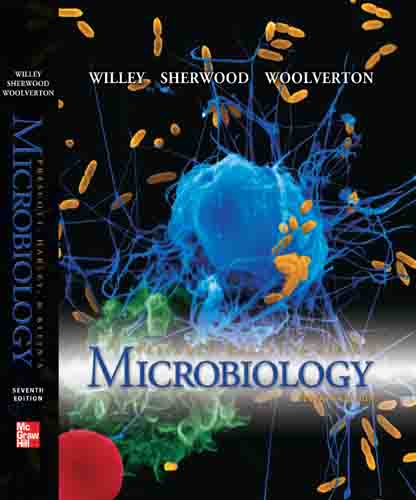 WILLEY
SHERWOOD
WOOLVERTON
PRESCOTT, HARLEY, & KLEIN'S
MICROBIOLOGY
SEVENTH
EDITION
Mc
Graw
Hill
WILLEY SHERWOOD WOOLVERTON
MICROBIOLOGY